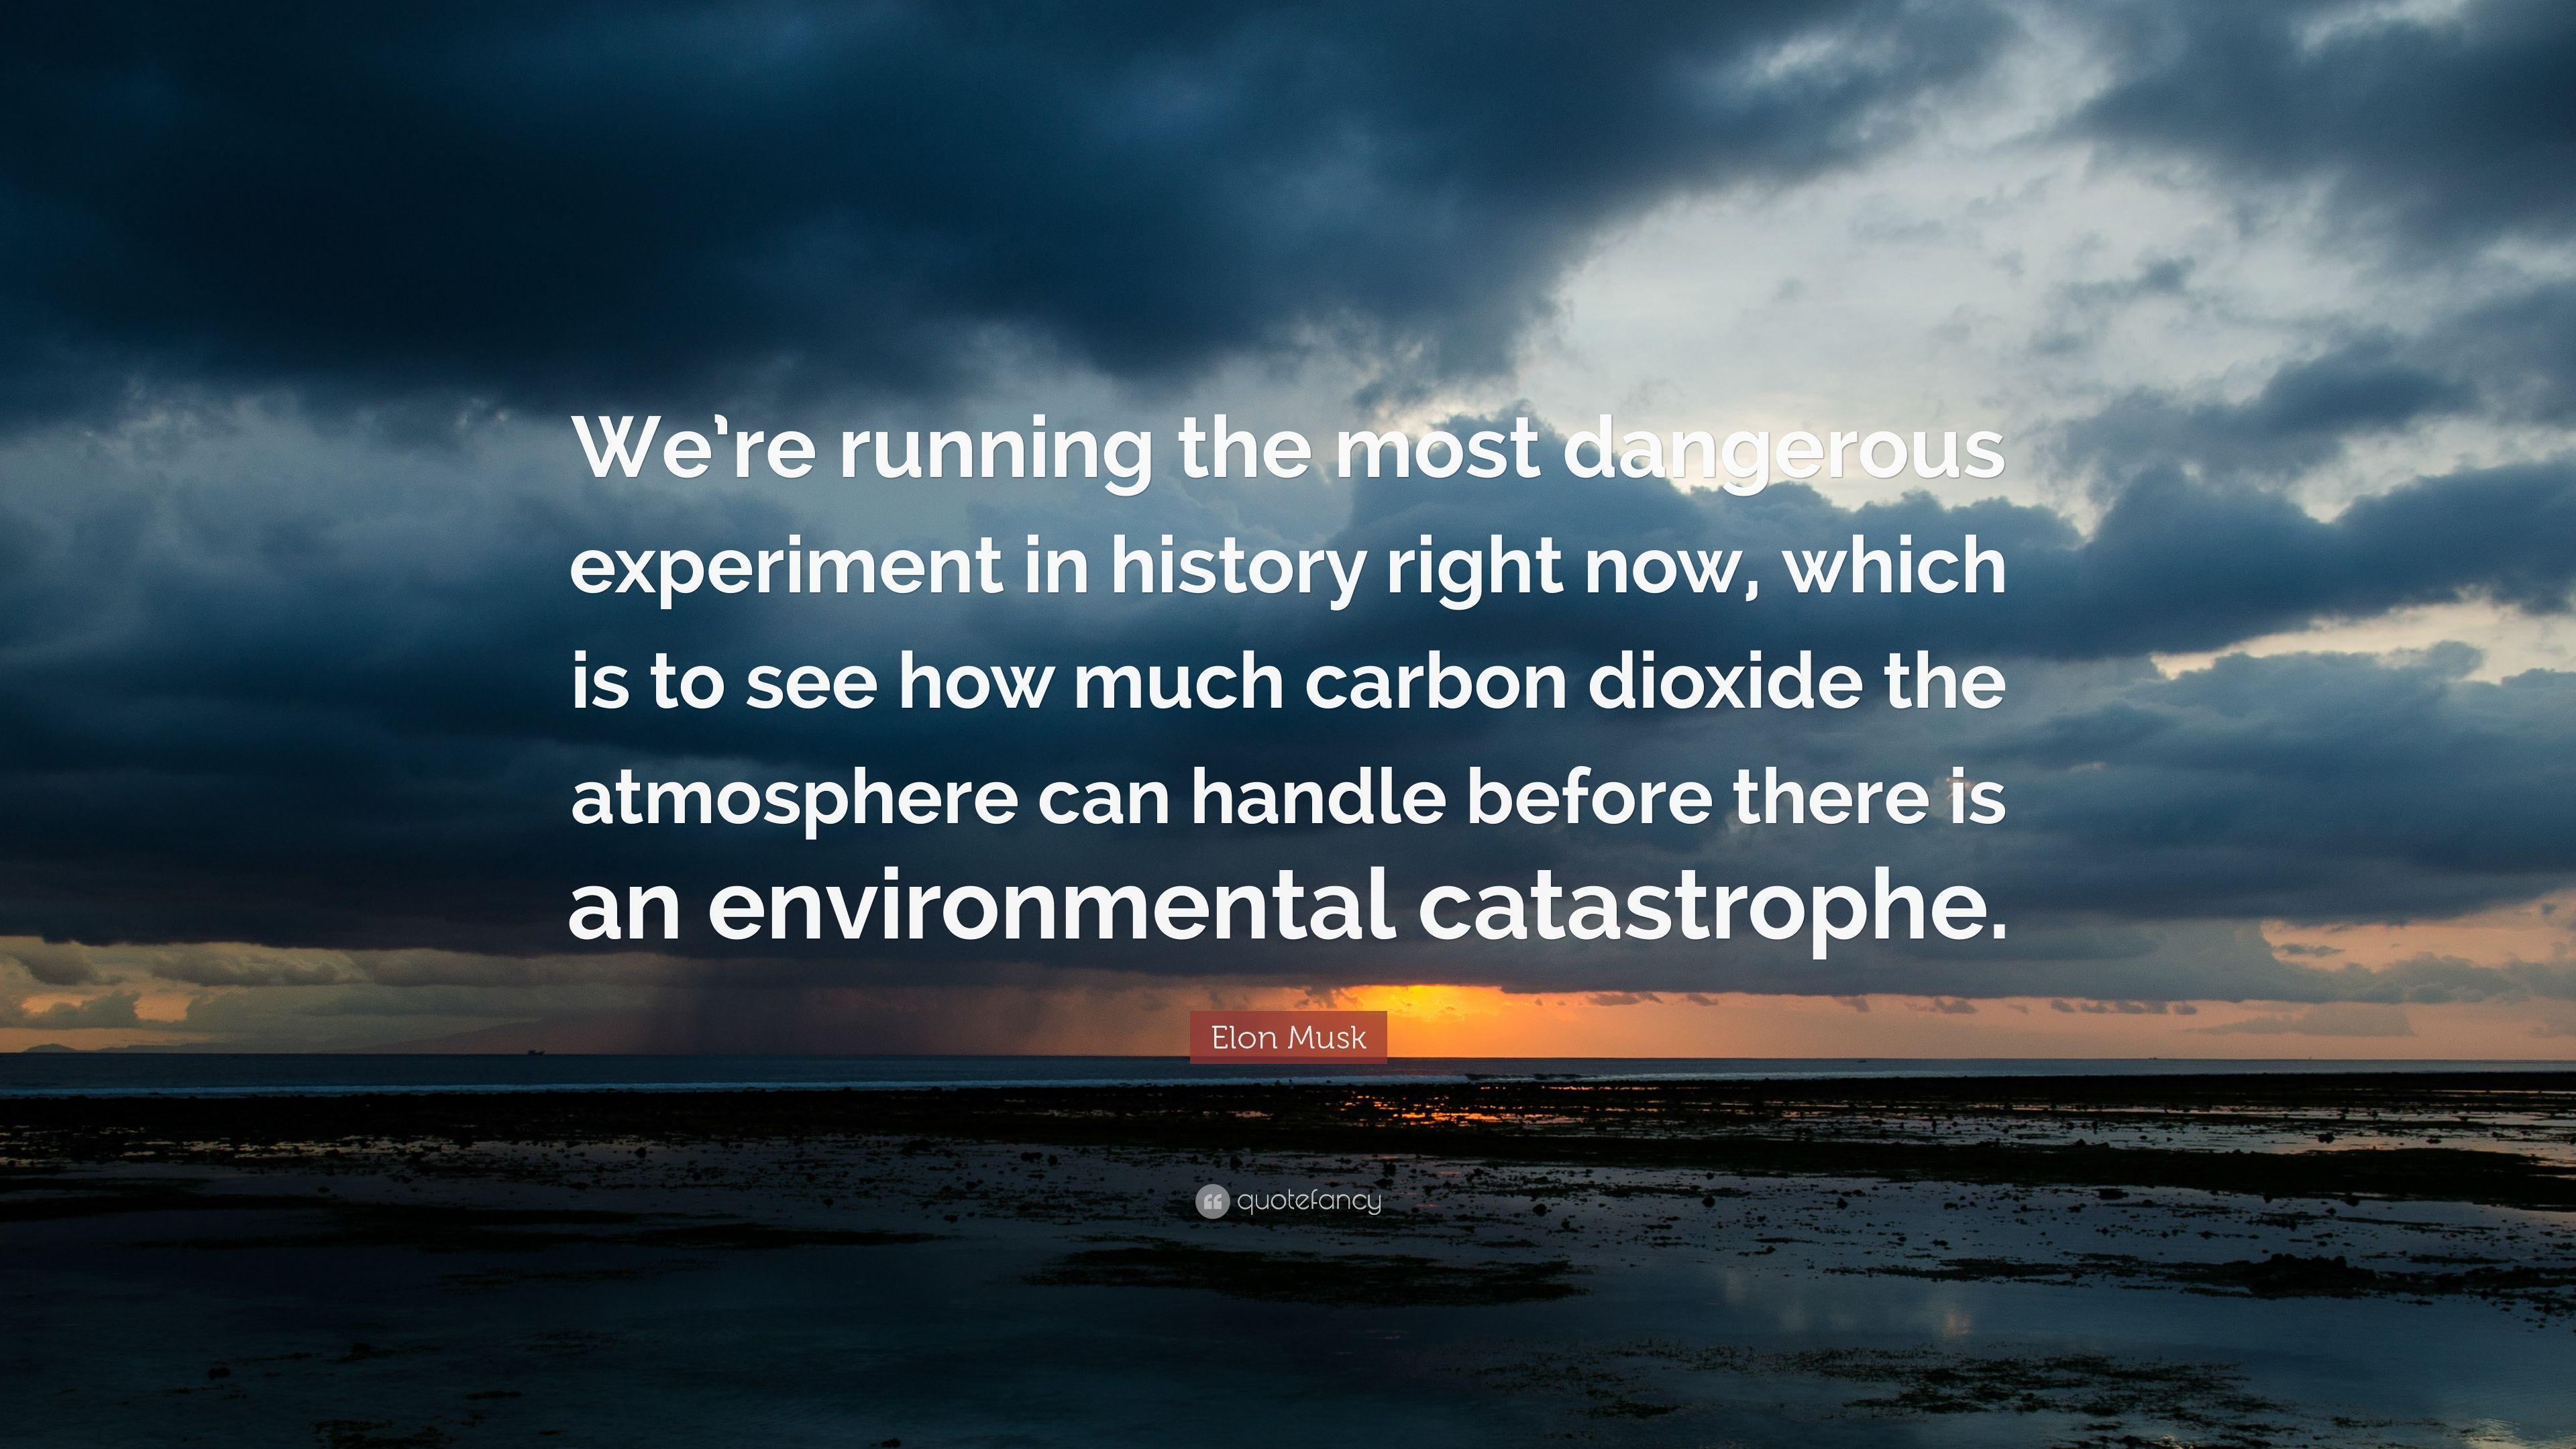 We’re running the most dangerous
experiment in history right now, which
is to see how much carbon dioxide the
atmosphere can handle before there is
an environmental catastrophe.
Elon Musk
quotefancy